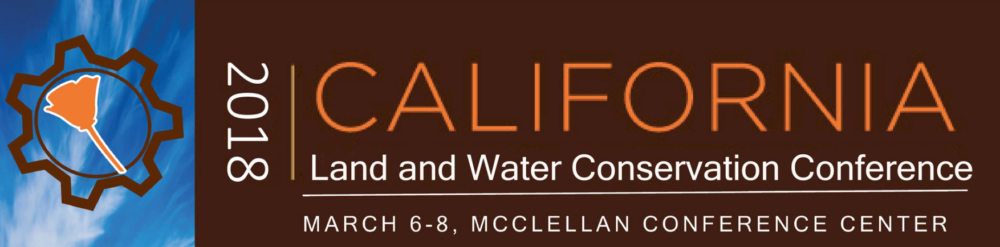 2018
CALIFORNIA
Land and Water Conservation Conference
MARCH 6-8, MCCLELLAN CONFERENCE CENTER